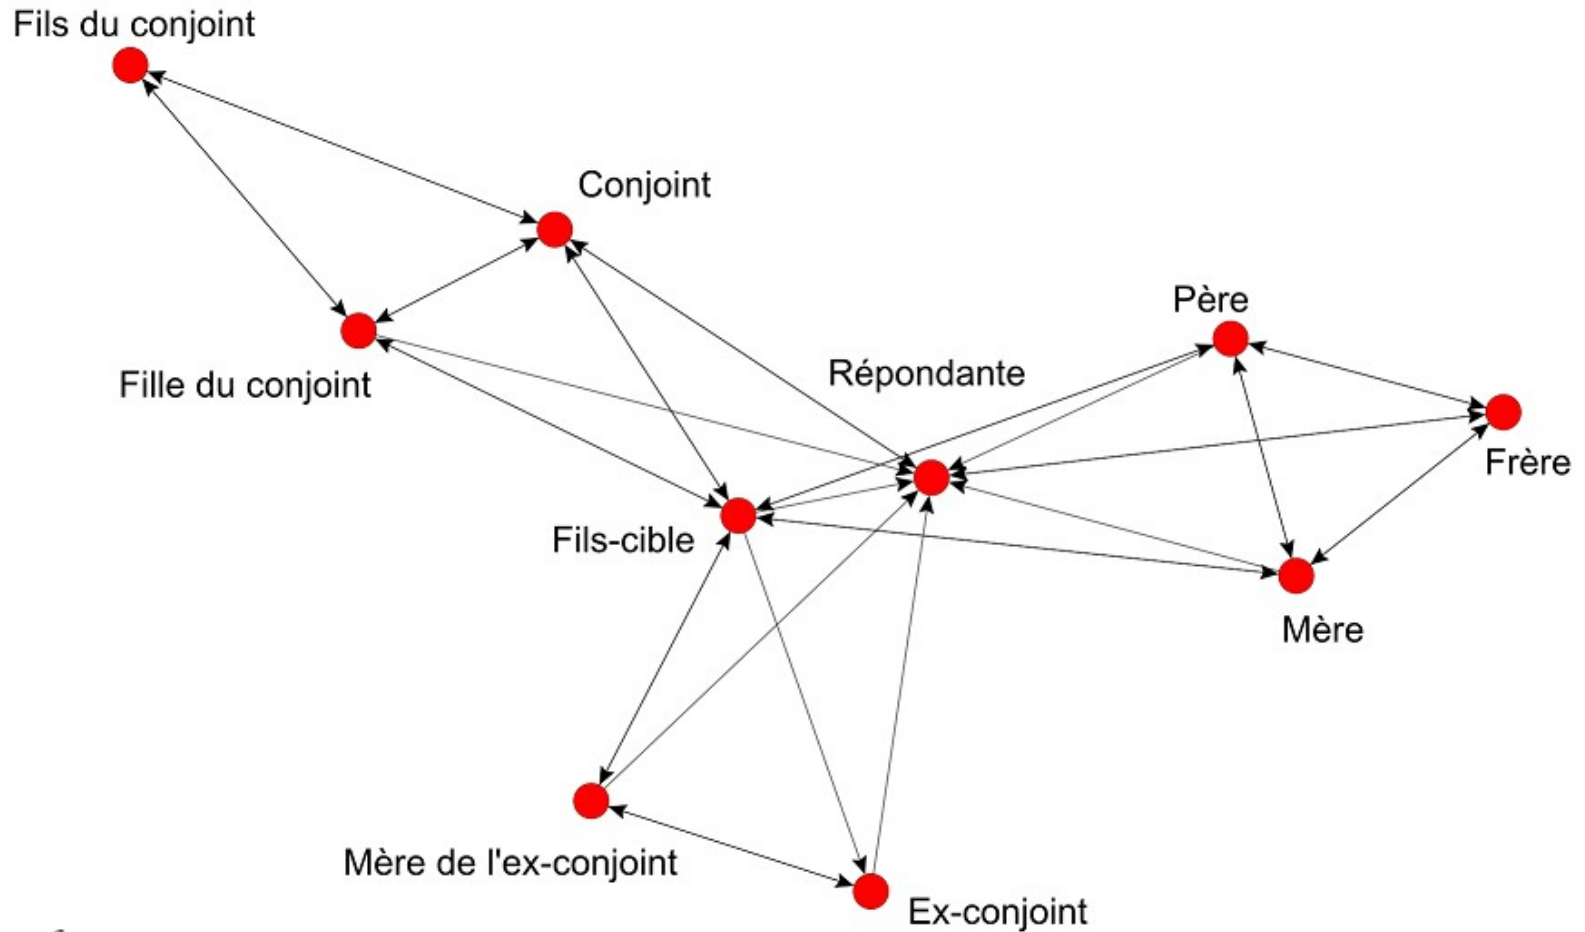 Fils du conjoint
Conjoint
Père
Répondante
Fille du conjoint
Frère
Fils-cible
Mère
Mère de l'ex-conjoint
Ex-conjoint